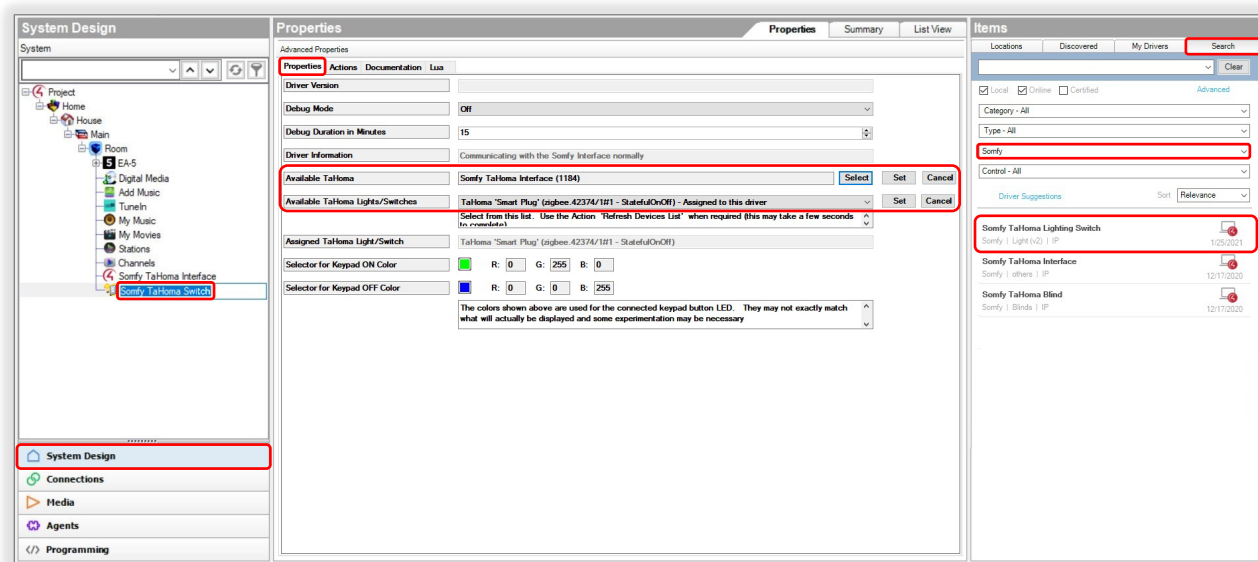 System Design
System
Project
Home
House
Main
Room
5 EA-5
Digital Media
Add Music
TuneIn
My Music
My Movies
Stations
Channels
Somfy TaHoma Interface
Somfy TaHoma Switch
System Design
Connections
Media
Agents
Programming
Properties
Properties Summary List View
Advanced Properties
Properties Actions Documentation Lua
Driver Version
Debug Mode Off
Debug Duration in Minutes 15
Driver Information Communicating with the Somfy Interface normally
Available TaHoma Somfy TaHoma Interface (1184) Select Set Cancel
Available TaHoma Lights/Switches TaHoma 'Smart Plug' (zigbee.42374/1#1 - StatefulOnOff) - Assigned to this driver Set Cancel
Select from this list. Use the Action 'Refresh Devices List' when required (this may take a few seconds
to complete)
Assigned TaHoma Light/Switch TaHoma 'Smart Plug' (zigbee.42374/1#1 - StatefulOnOff)
Selector for Keypad ON Color R: 0 G: 255 B: 0
Selector for Keypad OFF Color R: 0 G: 0 B: 255
The colors shown above are used for the connected keypad button LED. They may not exactly match
what will actually be displayed and some experimentation may be necessary
Items
Locations Discovered My Drivers Search
Clear
Local Online Certified Advanced
Category - All
Type - All
Somfy
Control - All
Driver Suggestions Sort Relevance
Somfy TaHoma Lighting Switch
Somfy | Light (v2) | IP 1/25/2021
Somfy TaHoma Interface
Somfy | others | IP 12/17/2020
Somfy TaHoma Blind
Somfy | Blinds | IP 12/17/2020